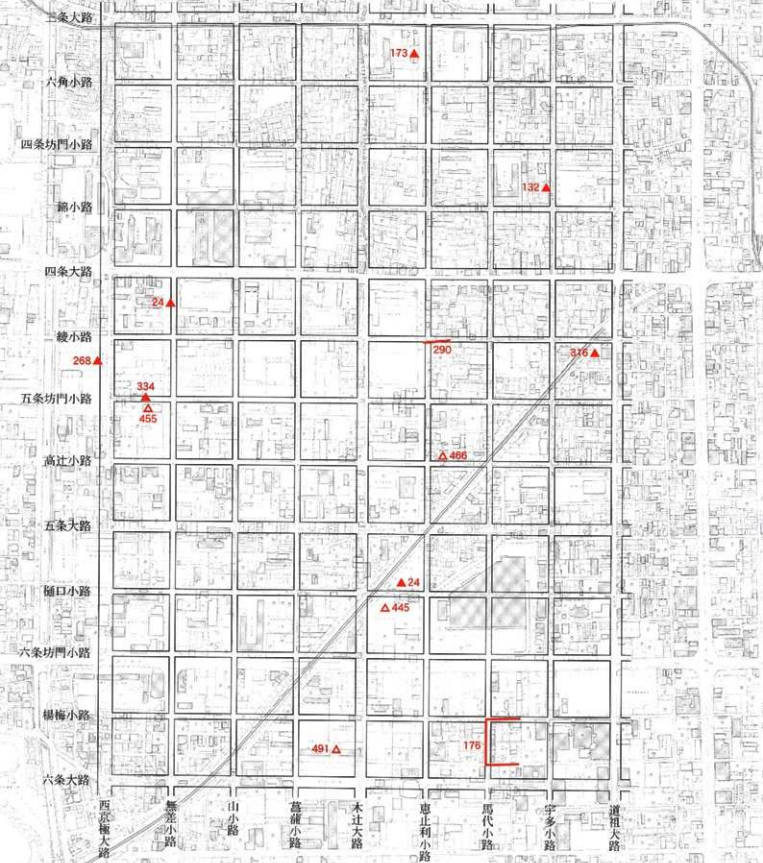 三条大路
173
六角小路
四条坊門小路
132
錦小路
四条大路
24
綾小路
290
268
316
334
五条坊門小路
455
466
高辻小路
五条大路
24
樋口小路
445
六条坊門小路
楊梅小路
176
491
六条大路
西京極大路
無差小路
山小路
菖蒲小路
木辻大路
恵止利小路
馬代小路
宇多小路
道祖大路